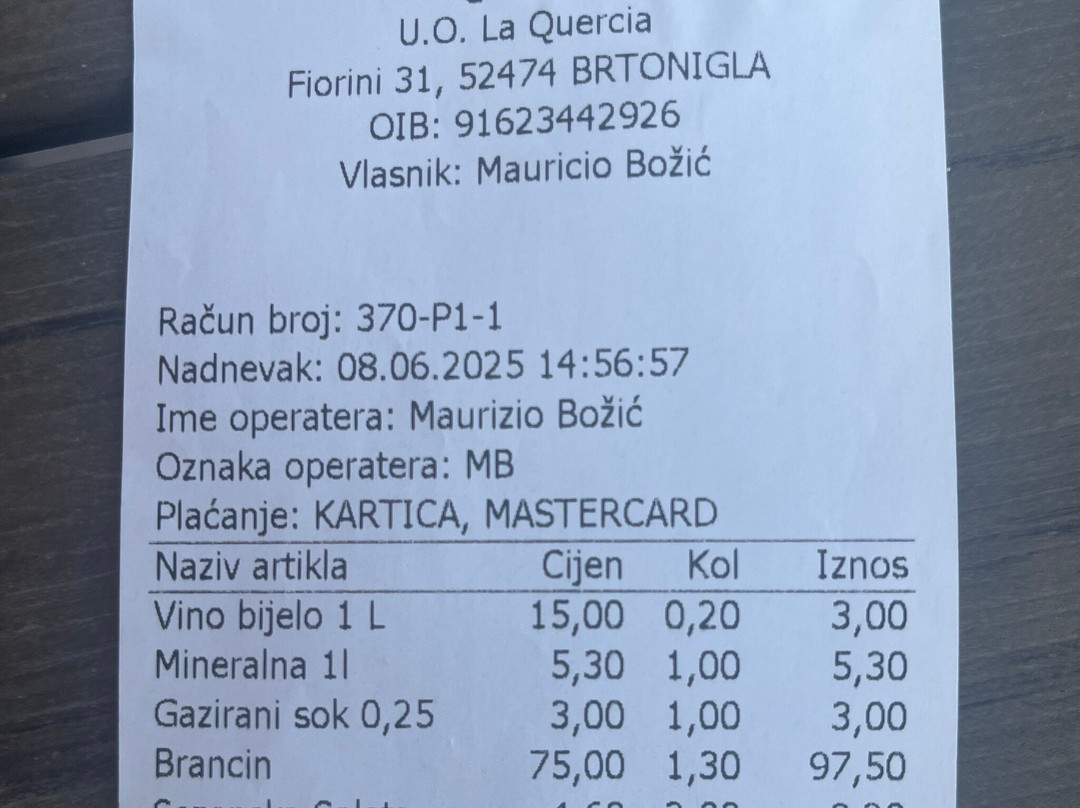 U.O. La Quercia
Fiorini 31, 52474 BRTONIGLA
OIB: 91623442926
Vlasnik: Mauricio Božić
Račun broj: 370-P1-1
Nadnevak: 08.06.2025 14:56:57
Ime operatera: Maurizio Božić
Oznaka operatera: MB
Plaćanje: KARTICA, MASTERCARD
Naziv artikla Cijen Kol Iznos
Vino bijelo 1 L 15,00 0,20 3,00
Mineralna 1l 5,30 1,00 5,30
Gazirani sok 0,25 3,00 1,00 3,00
Brancin 75,00 1,30 97,50